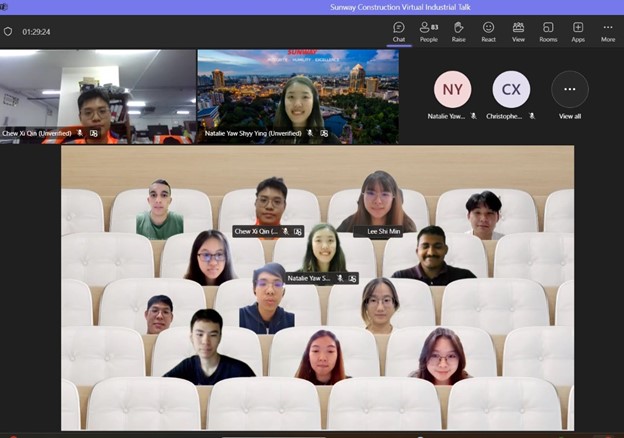 Sunway Construction Virtual Industrial Talk
01:29:24
Chat
83
People
Raise
React
View
Rooms
Apps
More
SUNWAY
HUMILITY EXCELLENCE
Chew Xi Qin (Unverified)
Natalie Yaw Shyy Ying (Unverified)
NY
Natalie Yaw...
CX
Christophe...
View all
Chew Xi Qin (...
Lee Shi Min
Natalie Yaw S...